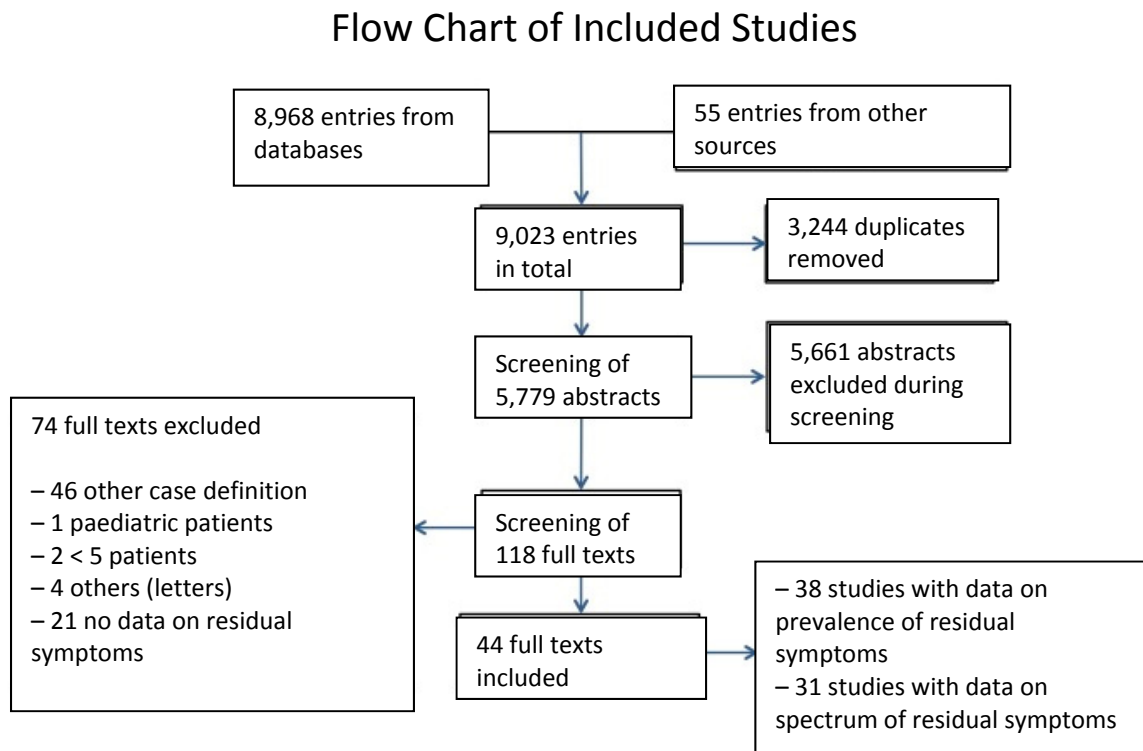 Flow Chart of Included Studies
8,968 entries from
databases
55 entries from other
sources
9,023 entries
in total
3,244 duplicates
removed
Screening of
5,779 abstracts
5,661 abstracts
excluded during
screening
74 full texts excluded
– 46 other case definition
– 1 paediatric patients
– 2 < 5 patients
– 4 others (letters)
– 21 no data on residual
symptoms
Screening of
118 full texts
44 full texts
included
– 38 studies with data on
prevalence of residual
symptoms
– 31 studies with data on
spectrum of residual symptoms